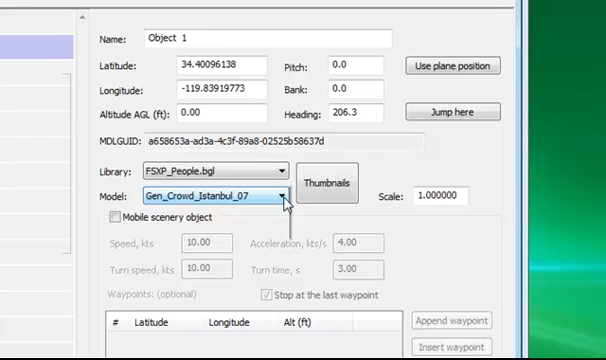 Name: Object 1
Latitude: 34.40096138 Pitch: 0.0 Use plane position
Longitude: -119.83919773 Bank: 0.0
Altitude AGL (ft): 0.00 Heading: 206.3 Jump here
MDLGUID: a658653a-ad3a-4c3f-89a8-02525b58637d
Library: FSXP_People.bgl Thumbnails
Model: Gen_Crowd_Istanbul_07 Scale: 1.000000
Mobile scenery object
Speed, kts 10.00 Acceleration, kts/s 4.00
Turn speed, kts 10.00 Turn time, s 3.00
Waypoints: (optional) Stop at the last waypoint
# Latitude Longitude Alt (ft) Append waypoint
Insert waypoint